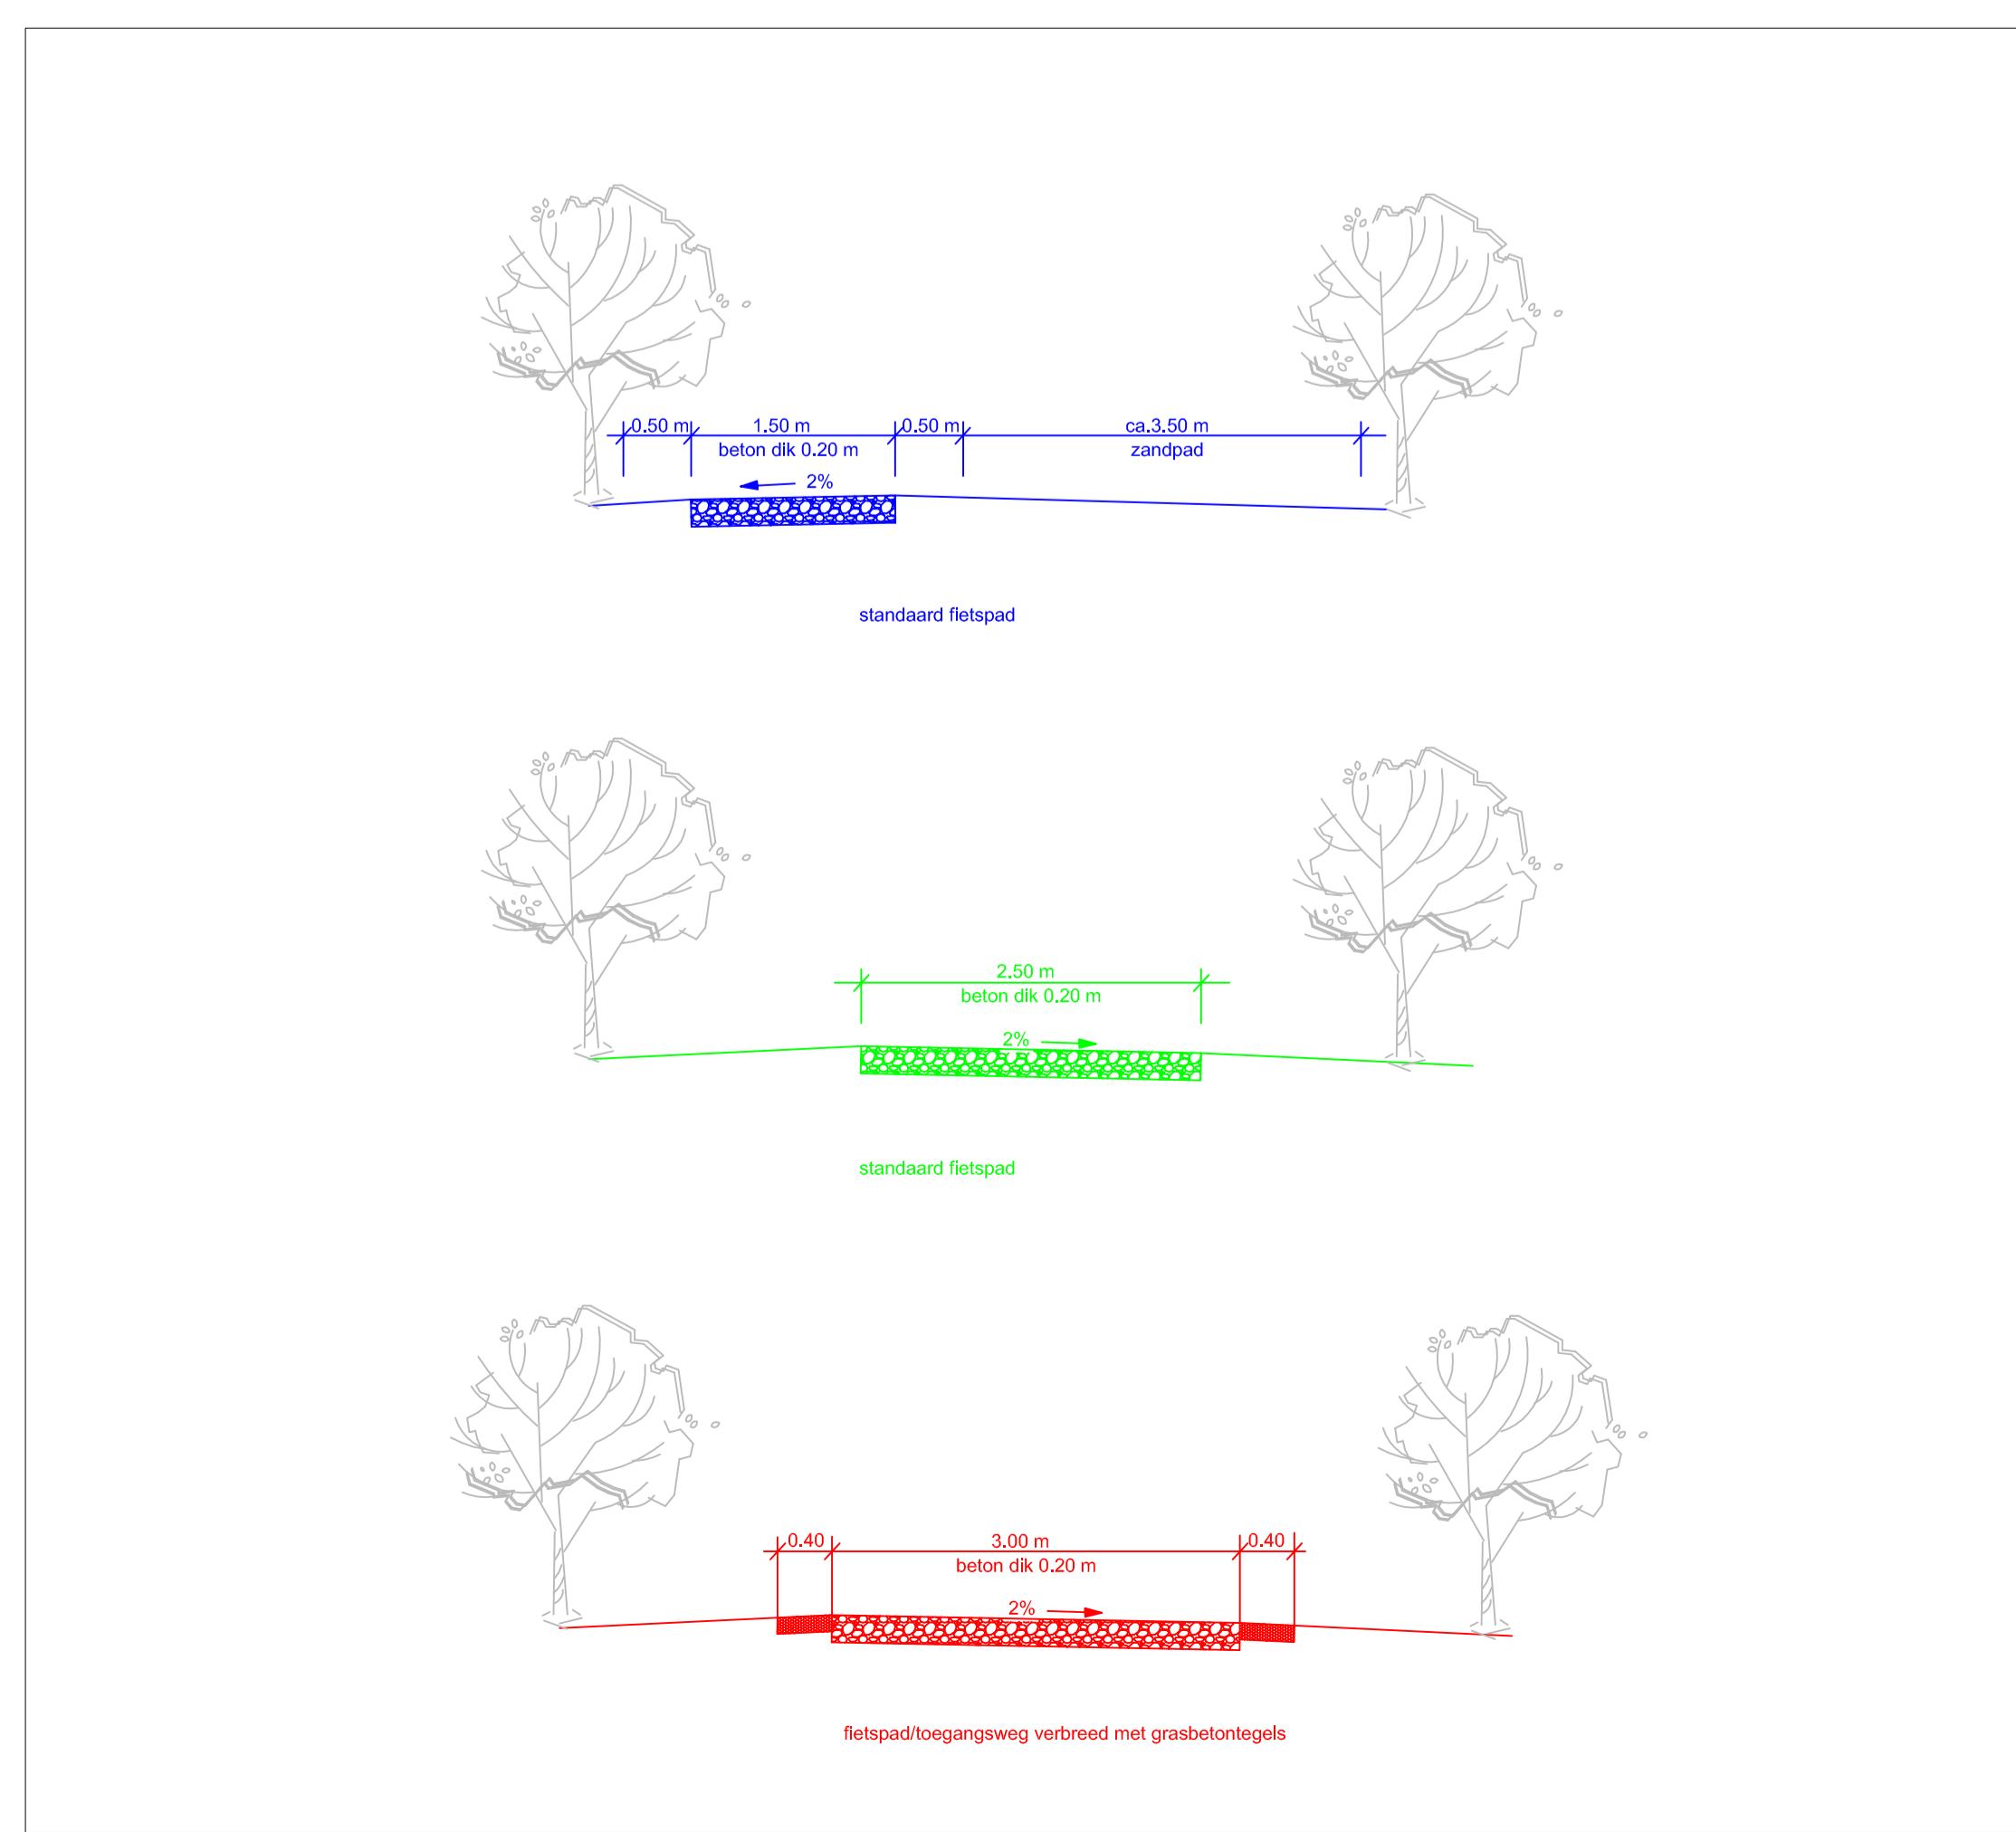 0.50 m 1.50 m 0.50 m ca.3.50 m
beton dik 0.20 m zandpad
2%
standaard fietspad
2.50 m
beton dik 0.20 m
2%
standaard fietspad
0.40 3.00 m 0.40
beton dik 0.20 m
2%
fietspad/toegangsweg verbreed met grasbetontegels